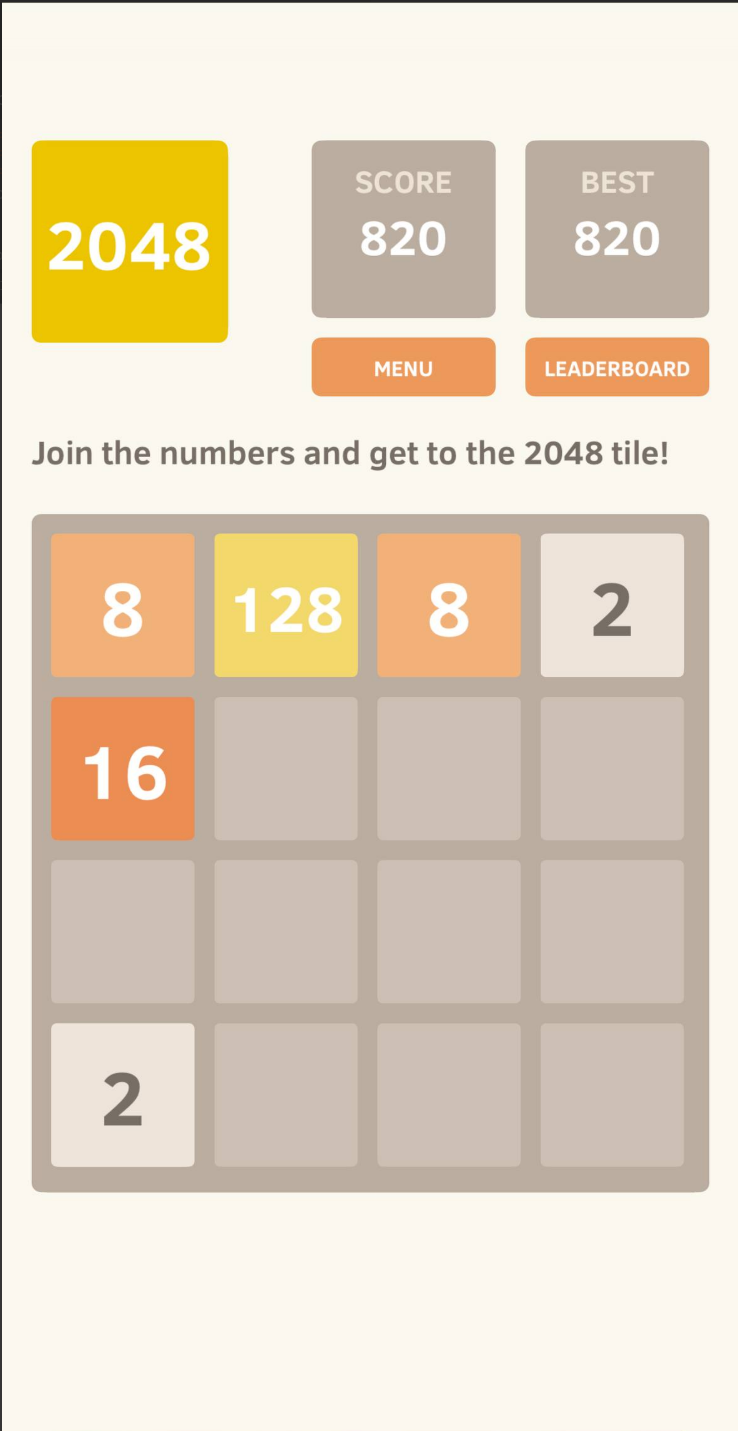 2048
SCORE
820
BEST
820
MENU
LEADERBOARD
Join the numbers and get to the 2048 tile!
8 128 8 2
16
2